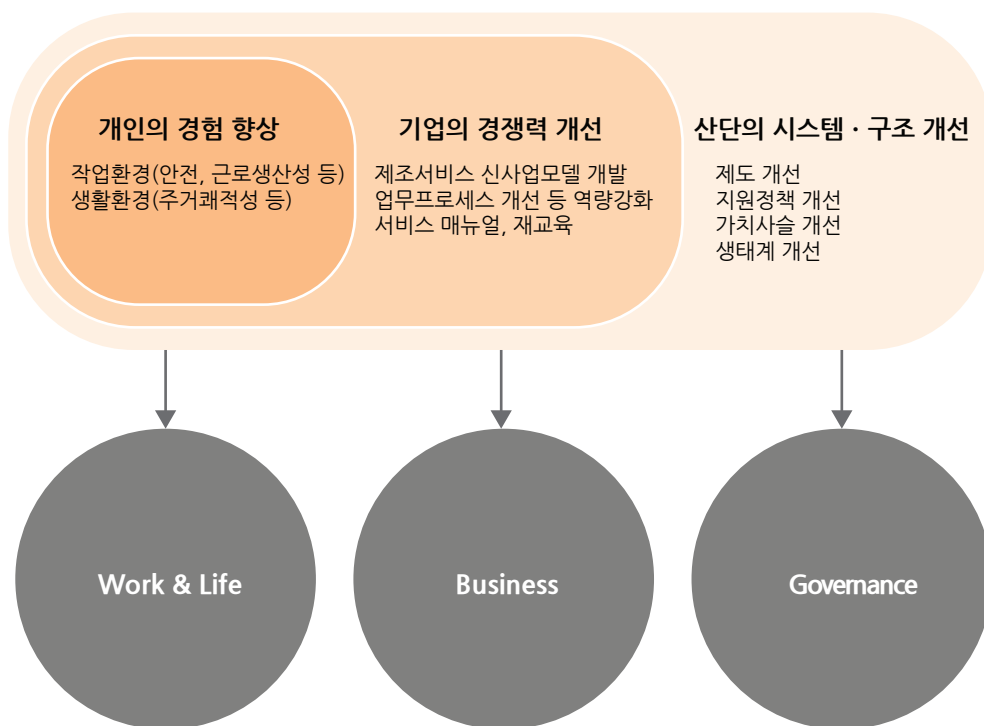 개인의 경험 향상
작업환경(안전, 근로생산성 등)
생활환경(주거쾌적성 등)
기업의 경쟁력 개선
제조서비스 신사업모델 개발
업무프로세스 개선 등 역량강화
서비스 매뉴얼, 재교육
산단의 시스템 · 구조 개선
제도 개선
지원정책 개선
가치사슬 개선
생태계 개선
Work & Life
Business
Governance